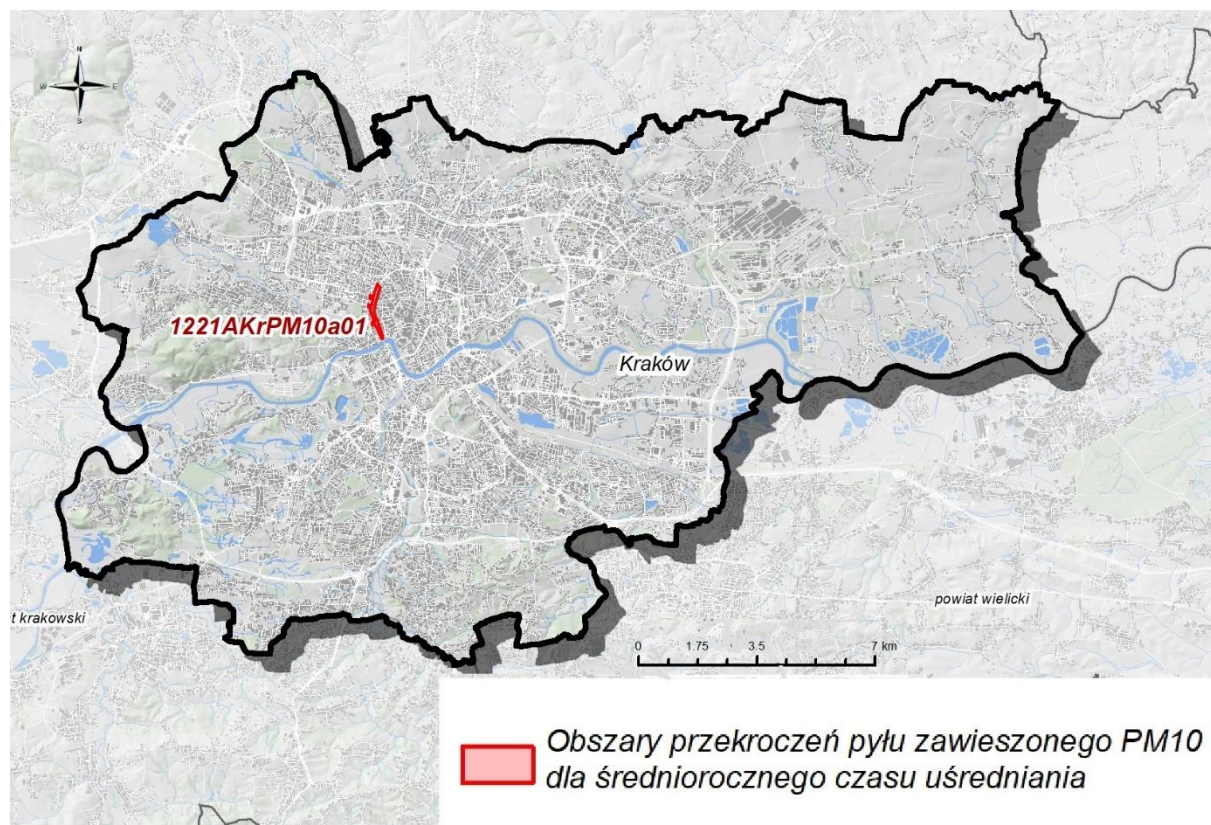 N
W E
S
1221AKrPM10a01
Kraków
t krakowski
powiat wielicki
0 1.75 3.5 7 km
Obszary przekroczeń pyłu zawieszonego PM10
dla średniorocznego czasu uśredniania